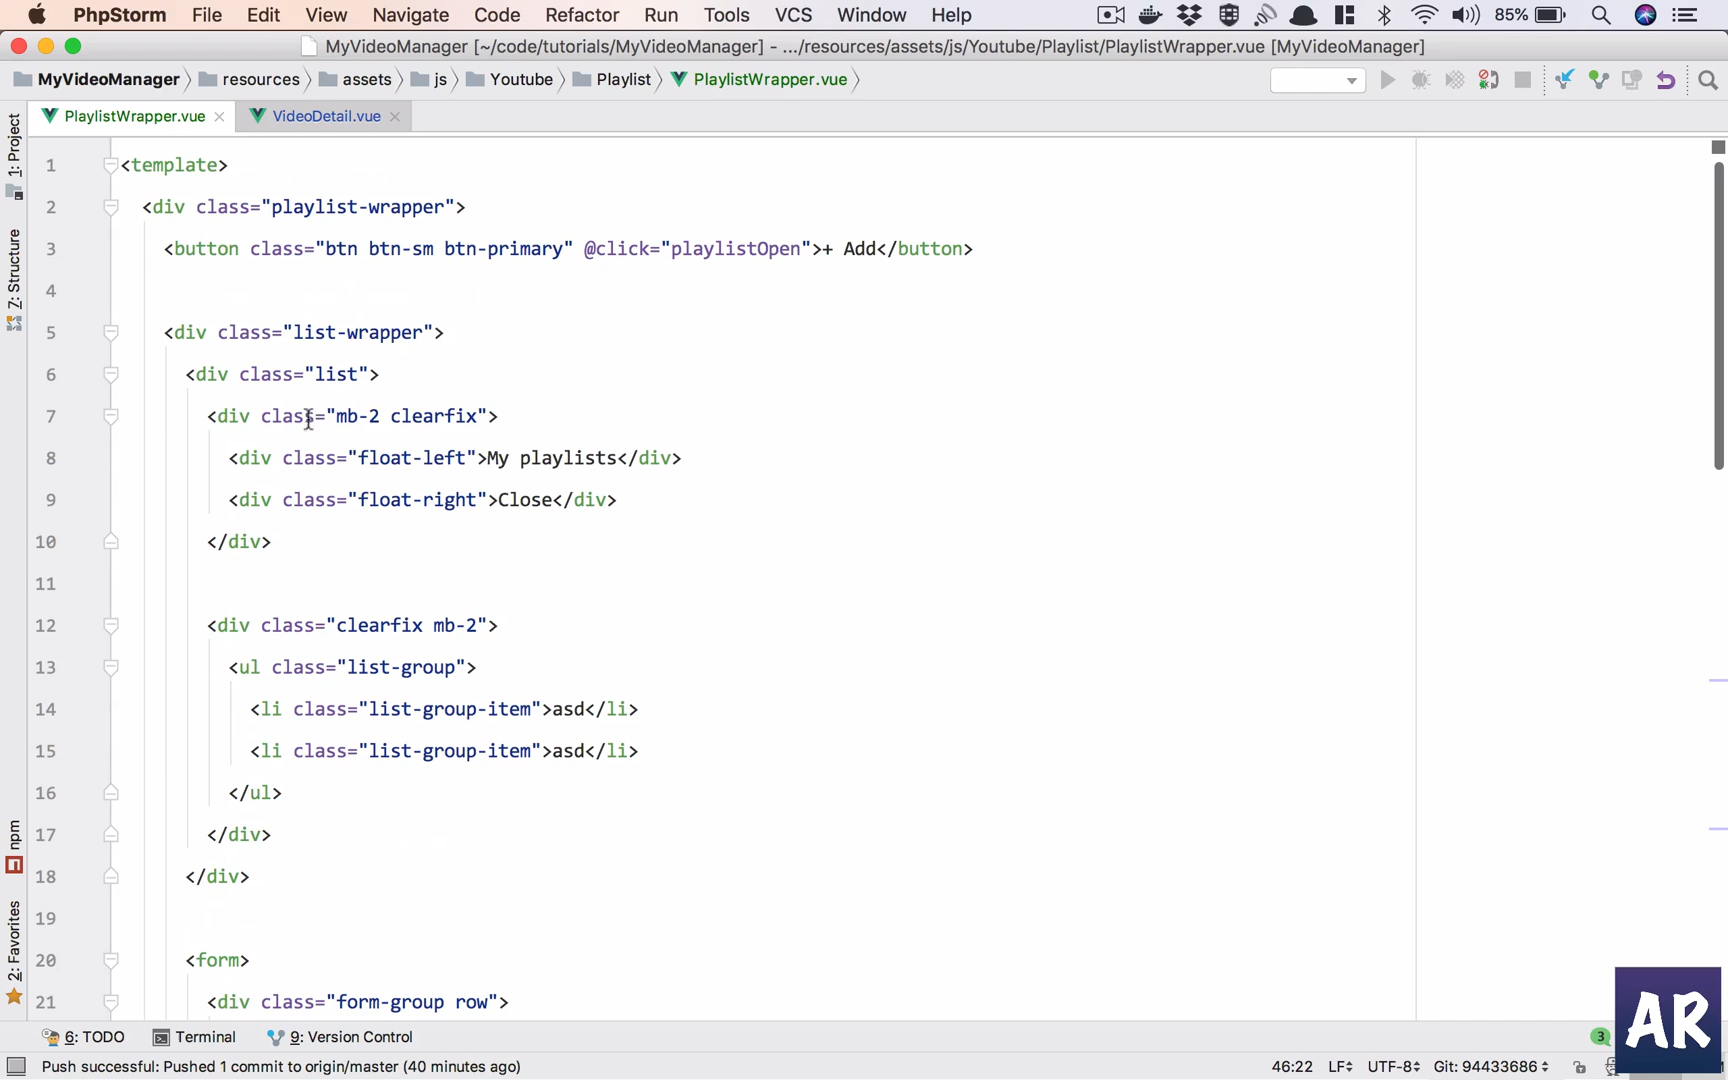 PhpStorm File Edit View Navigate Code Refactor Run Tools VCS Window Help 85%
MyVideoManager [~/code/tutorials/MyVideoManager] - .../resources/assets/js/Youtube/Playlist/PlaylistWrapper.vue [MyVideoManager]
MyVideoManager resources assets js Youtube Playlist PlaylistWrapper.vue
PlaylistWrapper.vue VideoDetail.vue
1: Project
7: Structure
npm
2: Favorites
1 <template>
2 <div class="playlist-wrapper">
3 <button class="btn btn-sm btn-primary" @click="playlistOpen">+ Add</button>
4
5 <div class="list-wrapper">
6 <div class="list">
7 <div class="mb-2 clearfix">
8 <div class="float-left">My playlists</div>
9 <div class="float-right">Close</div>
10 </div>
11
12 <div class="clearfix mb-2">
13 <ul class="list-group">
14 <li class="list-group-item">asd</li>
15 <li class="list-group-item">asd</li>
16 </ul>
17 </div>
18 </div>
19
20 <form>
21 <div class="form-group row">
6: TODO Terminal 9: Version Control 3
Push successful: Pushed 1 commit to origin/master (40 minutes ago) 46:22 LF UTF-8 Git: 94433686
AR